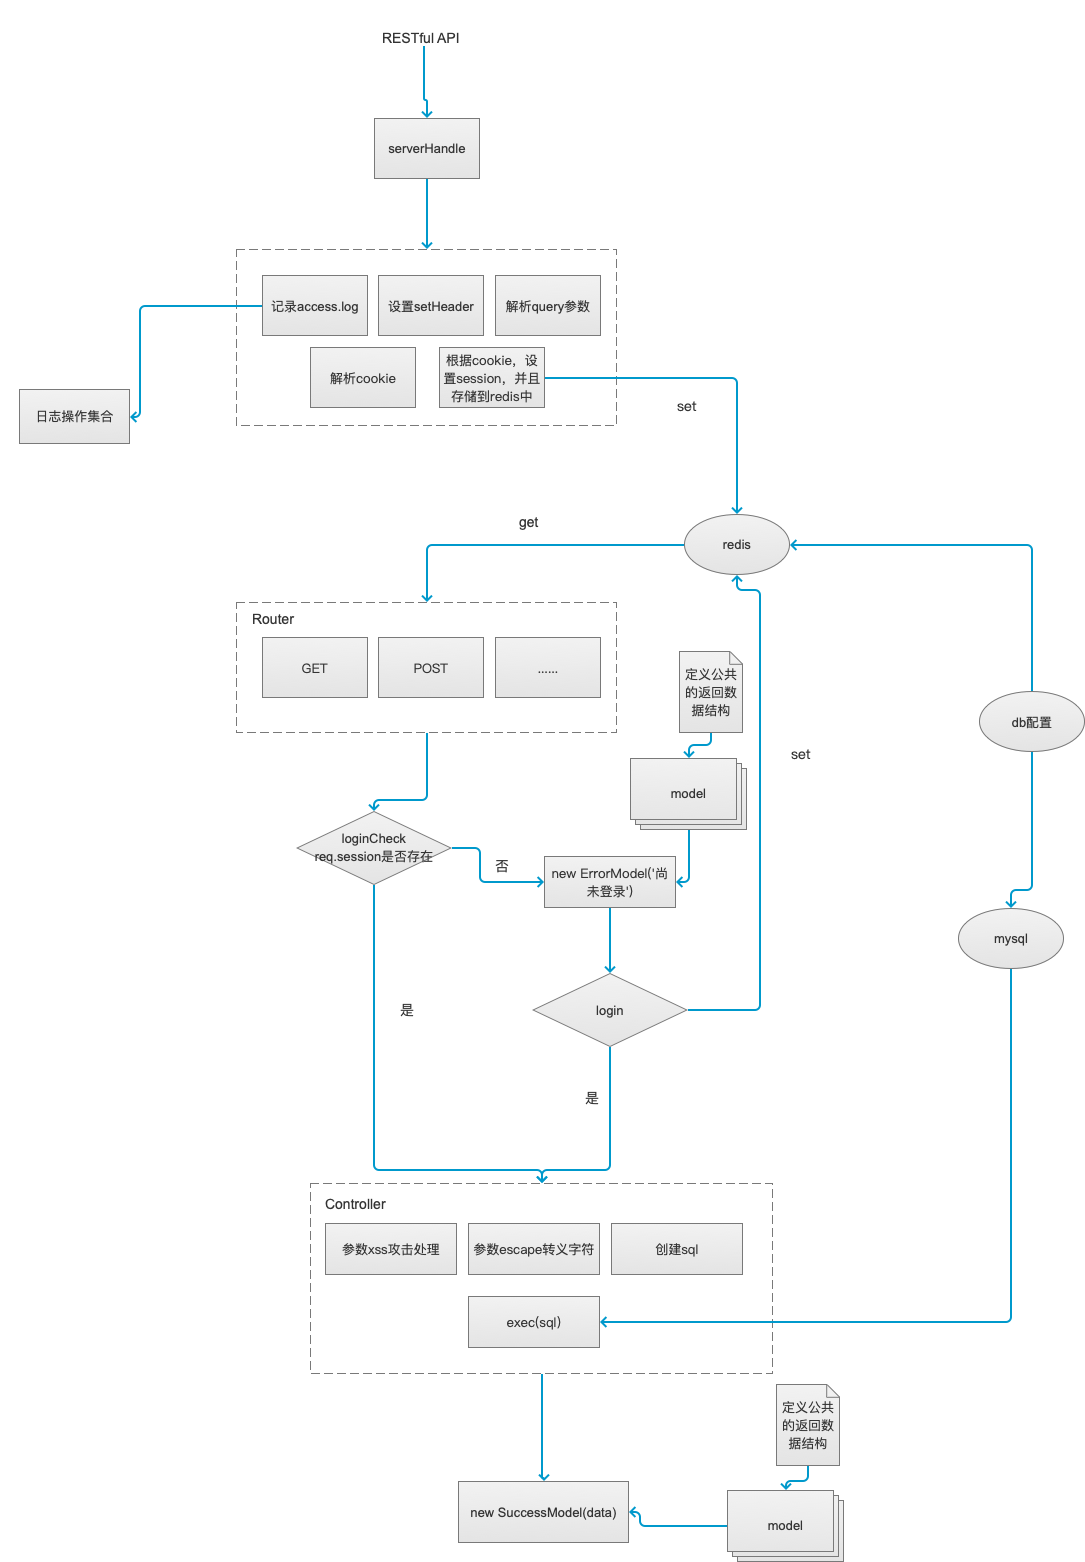 RESTful API
serverHandle
记录access.log
设置setHeader
解析query参数
解析cookie
根据cookie，设
置session，并且
存储到redis中
日志操作集合
set
get
redis
Router
GET
POST
......
定义公共
的返回数
据结构
db配置
set
model
loginCheck
req.session是否存在
否
new ErrorModel('尚
未登录')
mysql
是
login
是
Controller
参数xss攻击处理
参数escape转义字符
创建sql
exec(sql)
定义公共
的返回数
据结构
new SuccessModel(data)
model